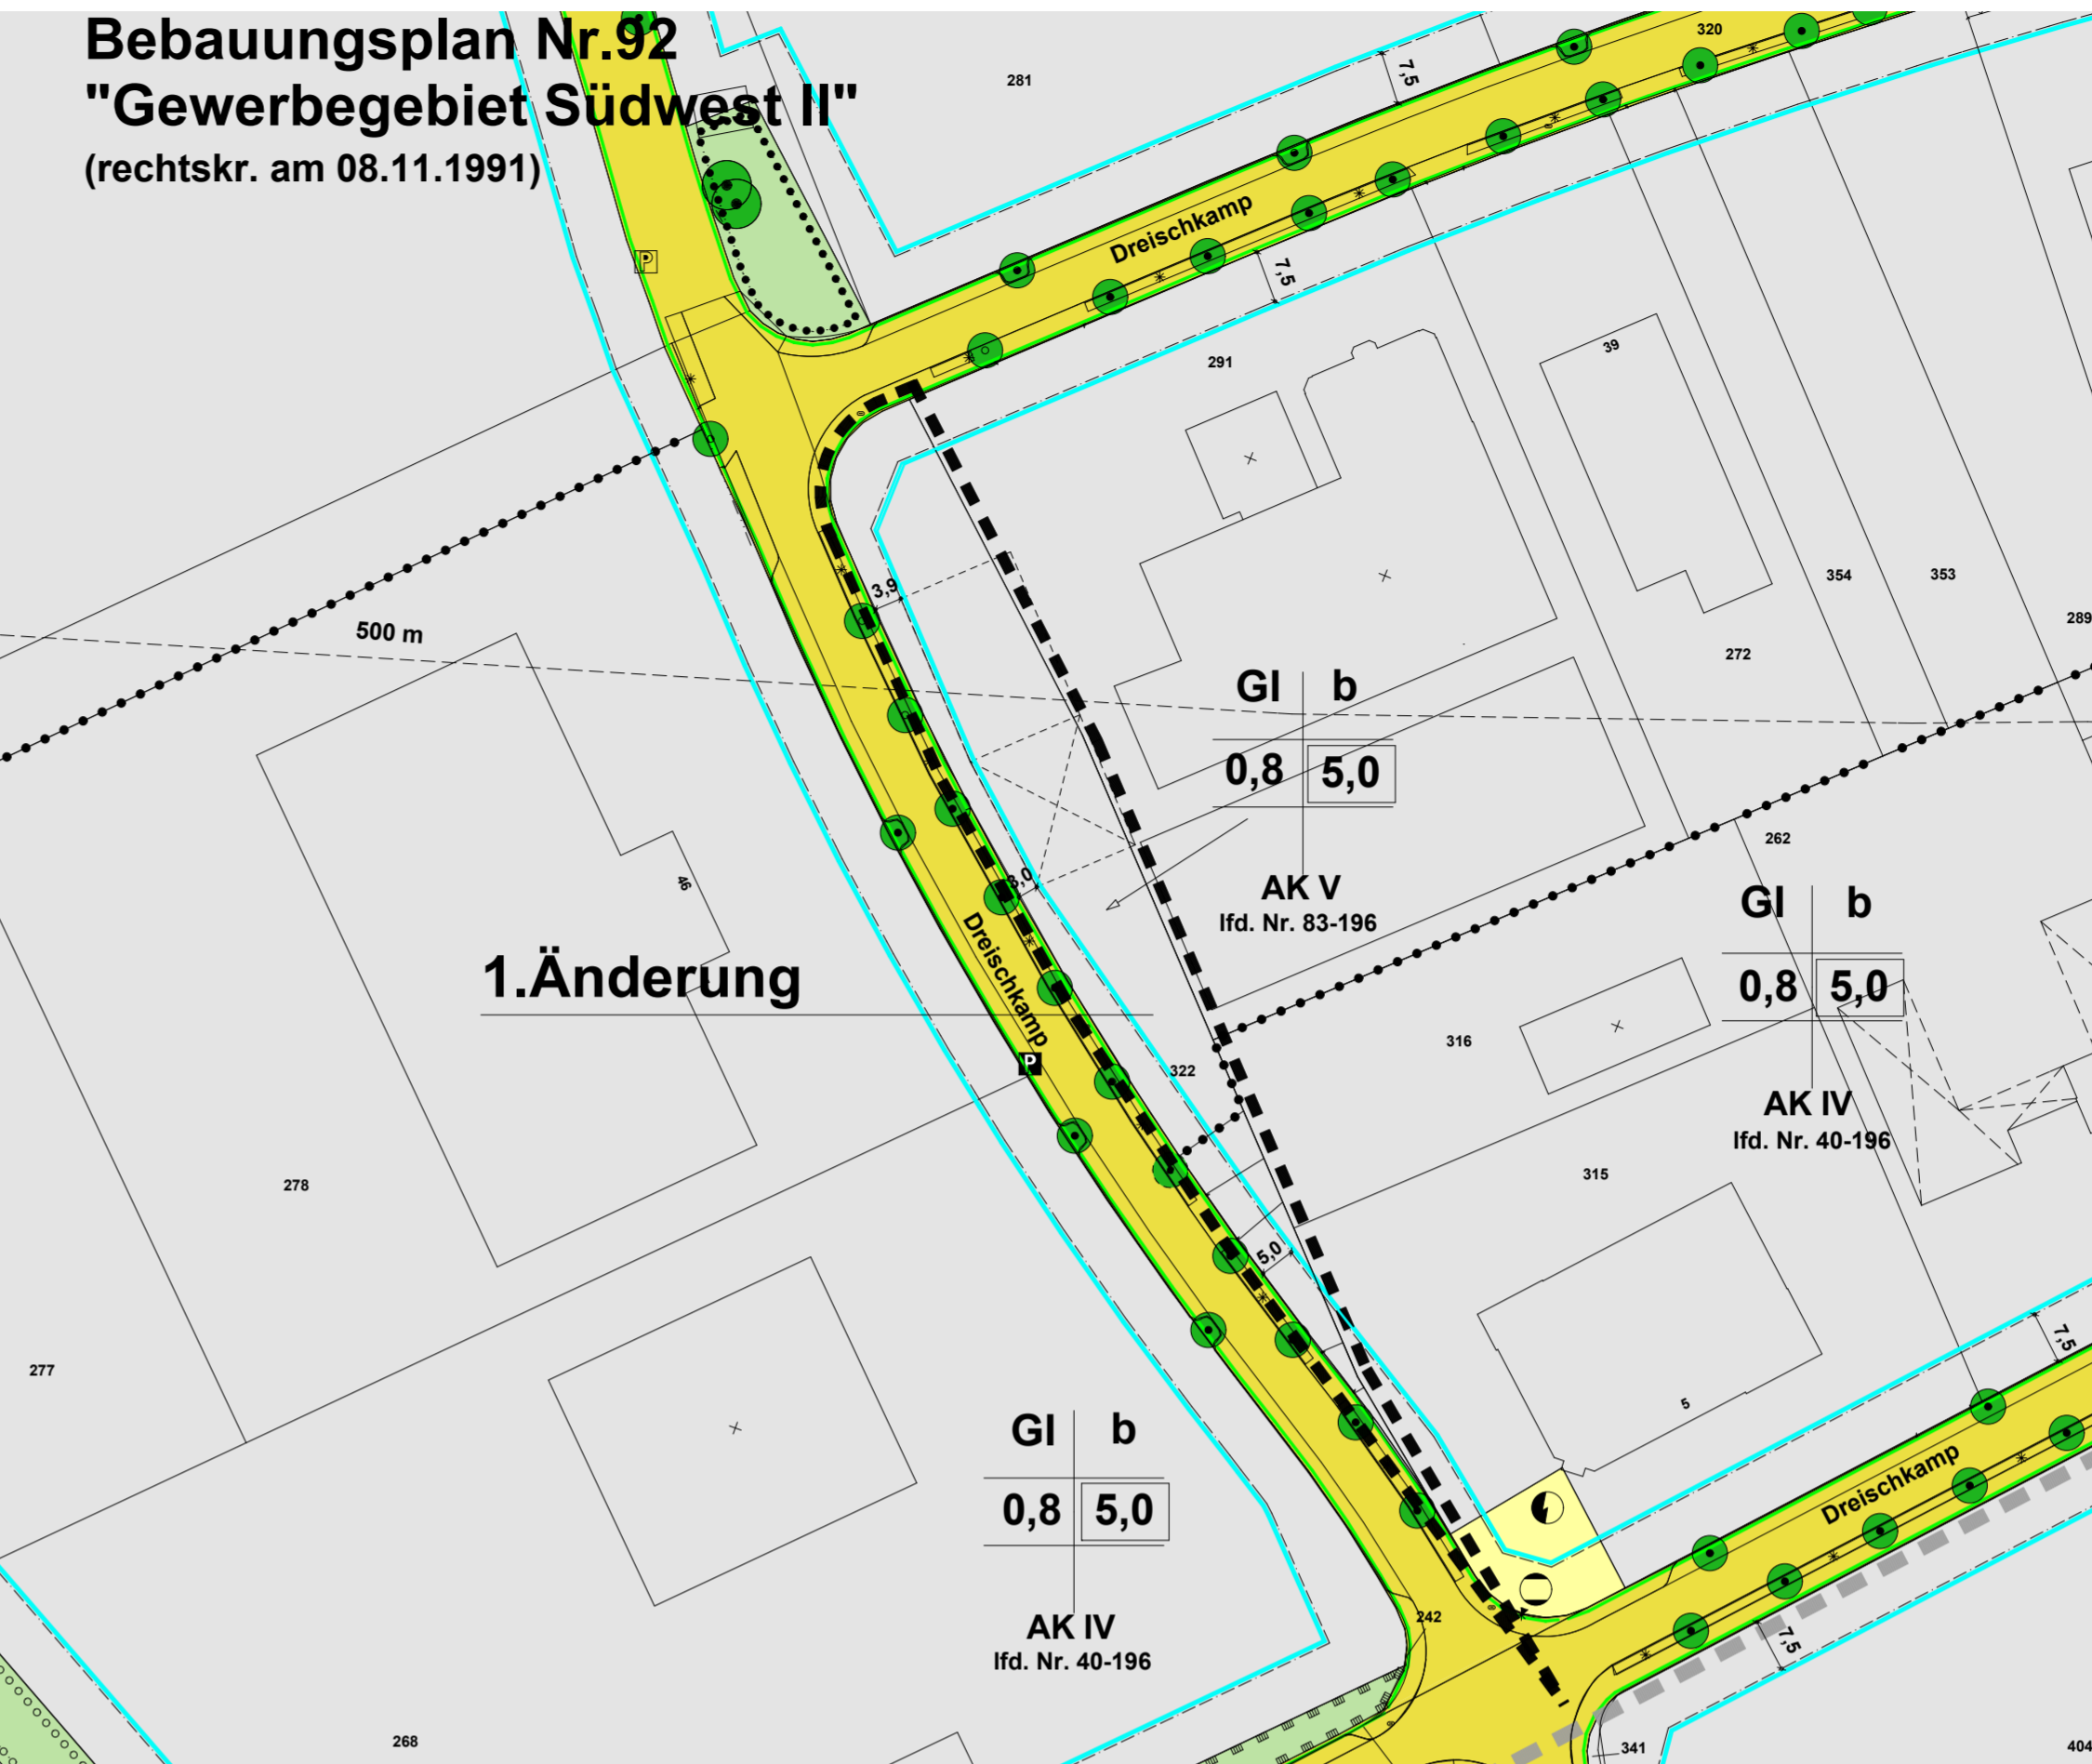 Bebauungsplan Nr.92
"Gewerbegebiet Südwest II"
(rechtskr. am 08.11.1991)
281
320
7,5
Dreischkamp
7,5
P
291
39
3,9
354
353
289
500 m
272
GI b
0,8 5,0
AK V
lfd. Nr. 83-196
262
46
3,0
GI b
0,8 5,0
AK IV
lfd. Nr. 40-196
1.Änderung
Dreischkamp
P
322
316
315
278
5,0
277
7,5
5
GI b
0,8 5,0
AK IV
lfd. Nr. 40-196
Dreischkamp
242
7,5
268
341
404